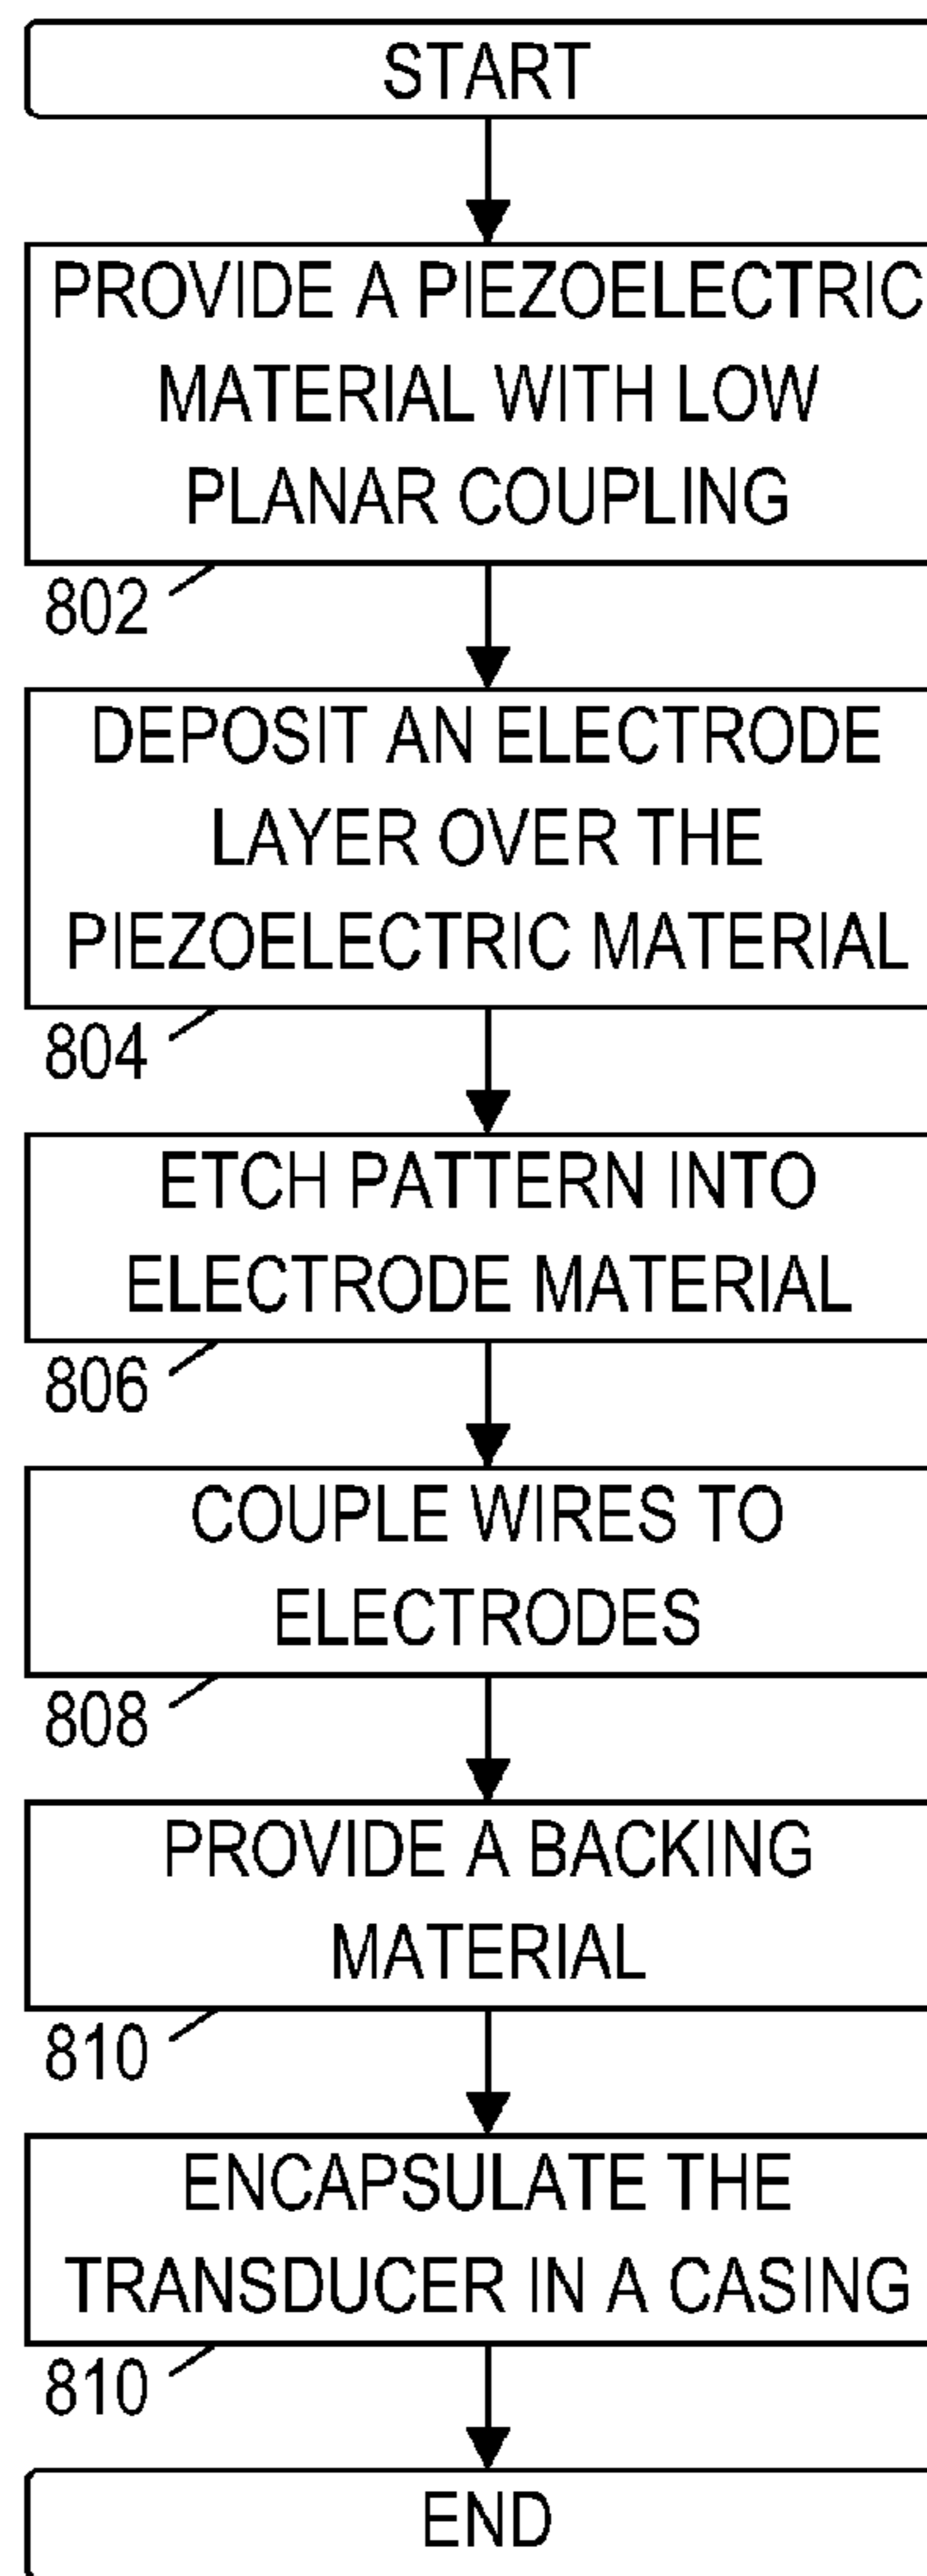 START
PROVIDE A PIEZOELECTRIC
MATERIAL WITH LOW
PLANAR COUPLING
802
DEPOSIT AN ELECTRODE
LAYER OVER THE
PIEZOELECTRIC MATERIAL
804
ETCH PATTERN INTO
ELECTRODE MATERIAL
806
COUPLE WIRES TO
ELECTRODES
808
PROVIDE A BACKING
MATERIAL
810
ENCAPSULATE THE
TRANSDUCER IN A CASING
810
END